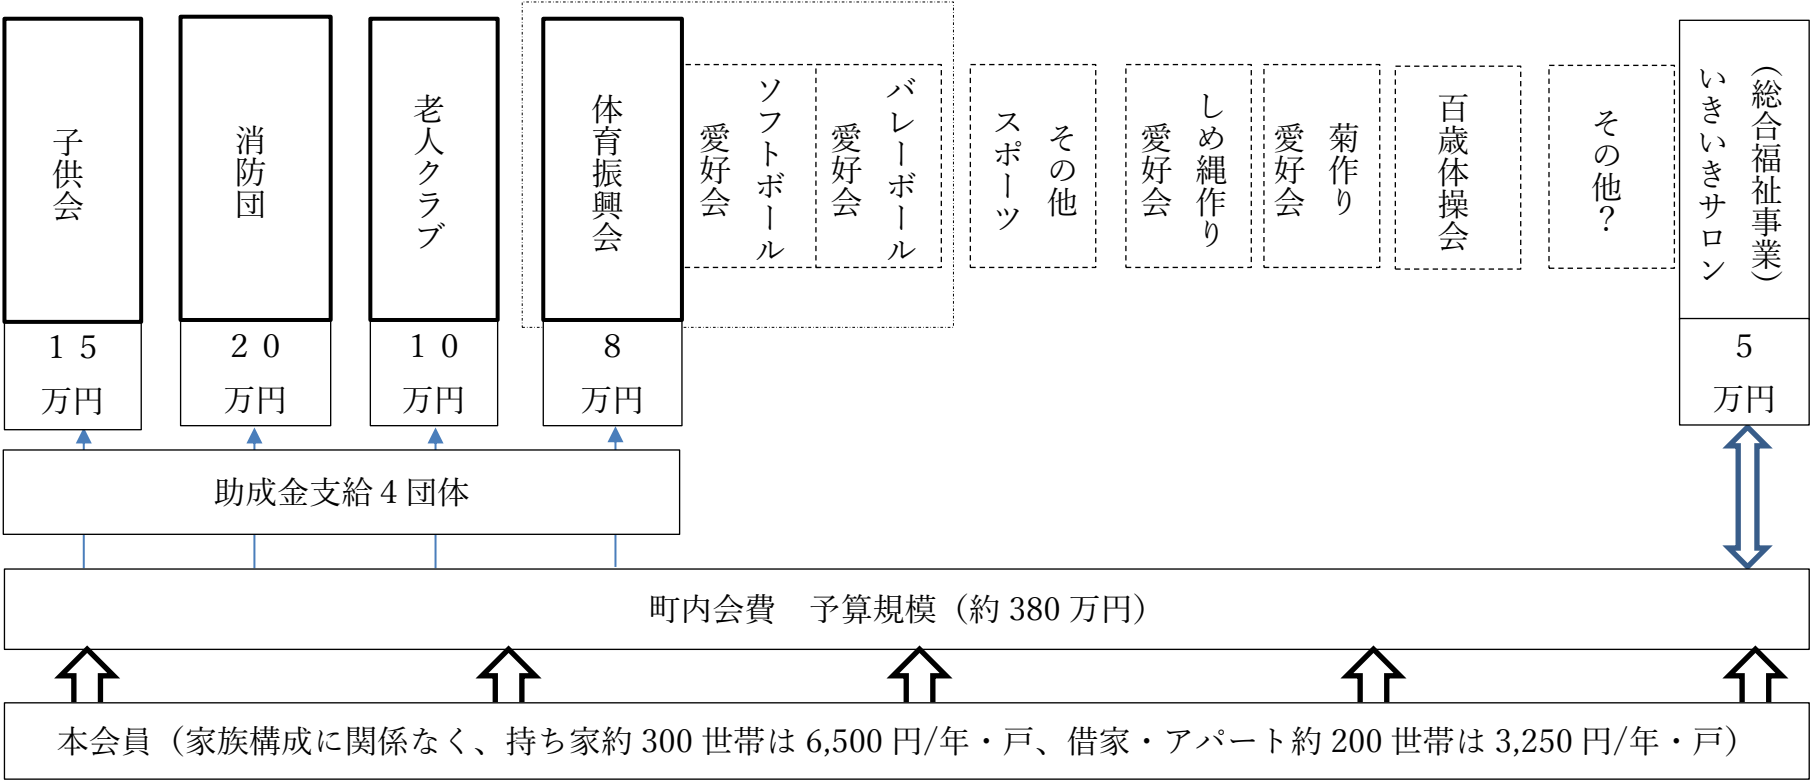 子供会
消防団
老人クラブ
体育振興会
ソフトボール
愛好会
バレーボール
愛好会
その他
スポーツ
しめ縄作り
愛好会
菊作り
愛好会
百歳体操会
その他？
（総合福祉事業）
いきいきサロン
１５
万円
２０
万円
１０
万円
８
万円
５
万円
助成金支給４団体
町内会費　予算規模（約 380 万円）
本会員（家族構成に関係なく、持ち家約 300 世帯は 6,500 円/年・戸、借家・アパート約 200 世帯は 3,250 円/年・戸）